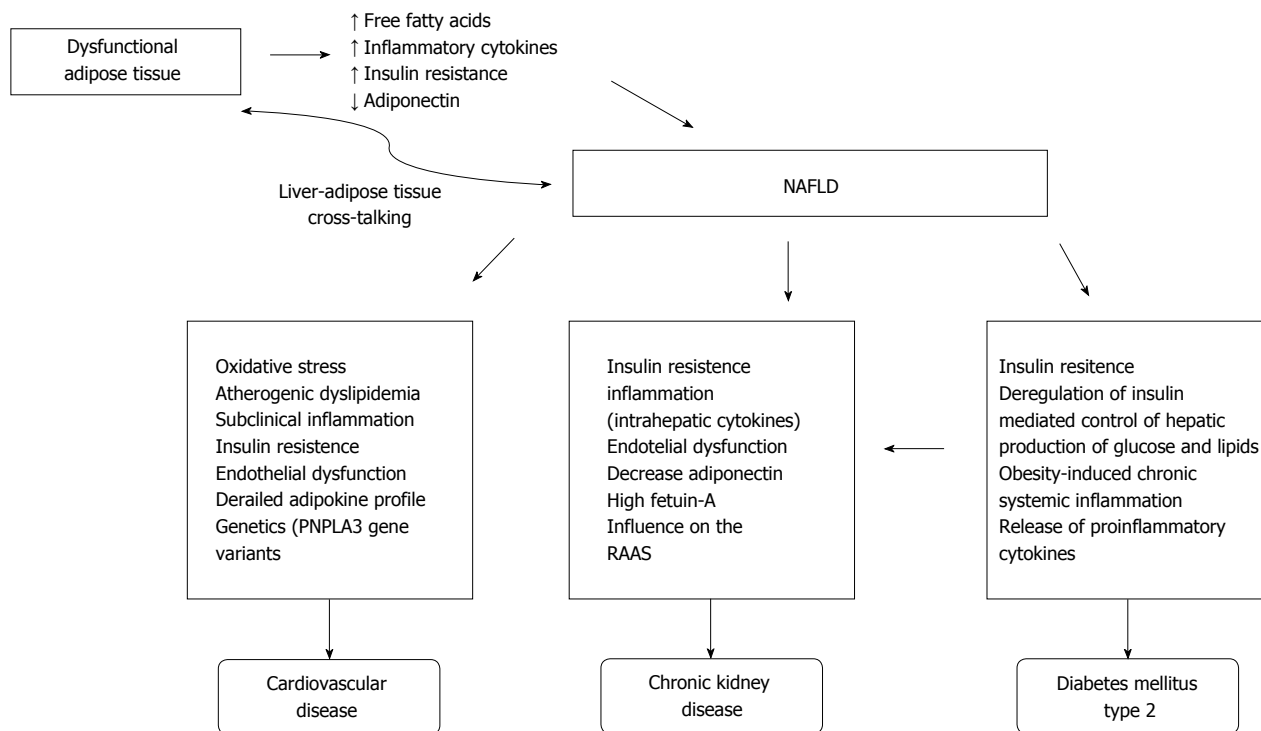 Dysfunctional
adipose tissue
↑ Free fatty acids
↑ Inflammatory cytokines
↑ Insulin resistance
↓ Adiponectin
NAFLD
Liver-adipose tissue
cross-talking
Oxidative stress
Atherogenic dyslipidemia
Subclinical inflammation
Insulin resistence
Endothelial dysfunction
Derailed adipokine profile
Genetics (PNPLA3 gene
variants
Insulin resistence
inflammation
(intrahepatic cytokines)
Endotelial dysfunction
Decrease adiponectin
High fetuin-A
Influence on the
RAAS
Insulin resitence
Deregulation of insulin
mediated control of hepatic
production of glucose and lipids
Obesity-induced chronic
systemic inflammation
Release of proinflammatory
cytokines
Cardiovascular
disease
Chronic kidney
disease
Diabetes mellitus
type 2